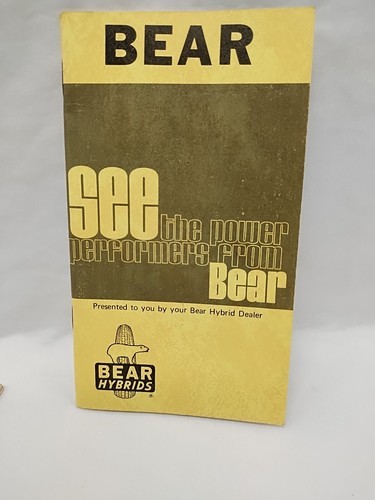 BEAR
See the power
performers from
Bear
Presented to you by your Bear Hybrid Dealer
BEAR
HYBRIDS
®